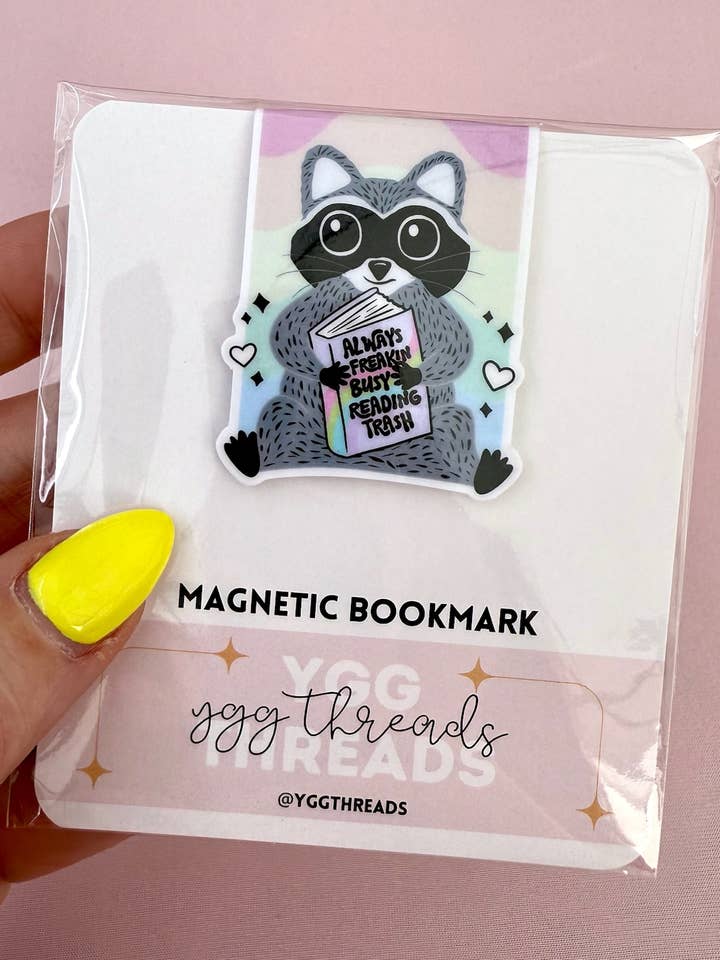 ALWAYS
FREAKIN
BUSY
READING
TRASH
MAGNETIC BOOKMARK
YGG
ygg threads
THREADS
@YGGTHREADS